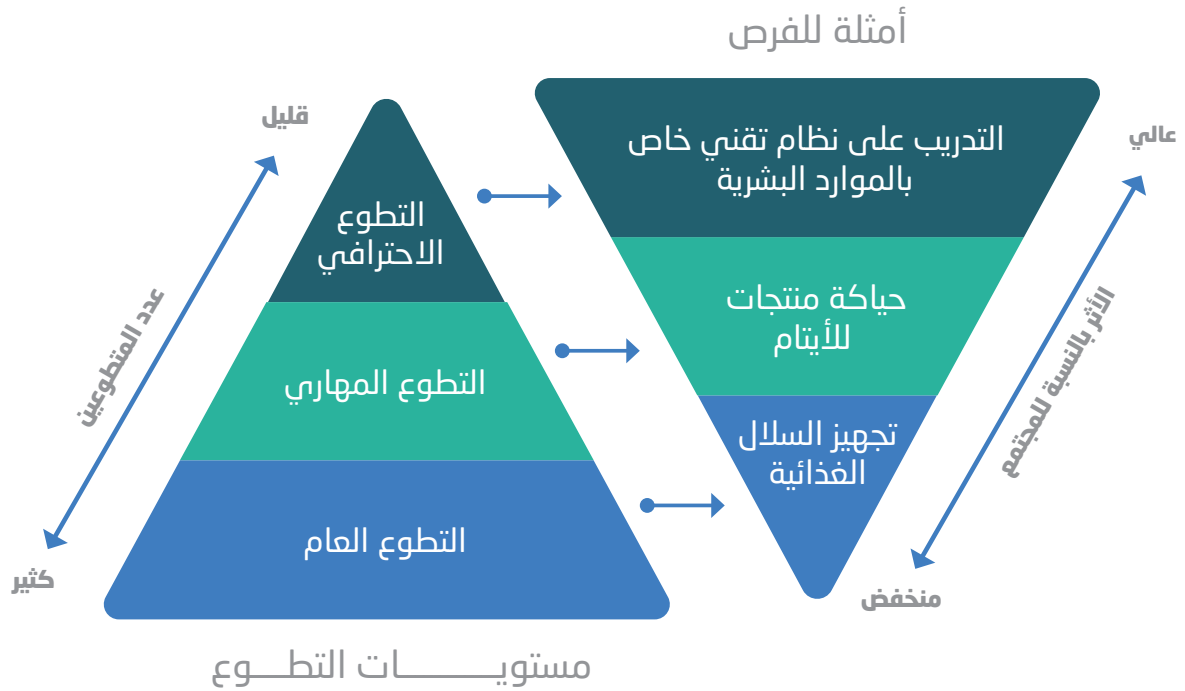 أمثلة للفرص
عالي
التدريب على نظام تقني خاص
بالموارد البشرية
حياكة منتجات
للأيتام
تجهيز السلال
الغذائية
الأثر بالنسبة للمجتمع
منخفض
قليل
التطوع
الاحترافي
التطوع المهاري
التطوع العام
عدد المتطوعين
كثير
مستويـــــــــات التطـــوع